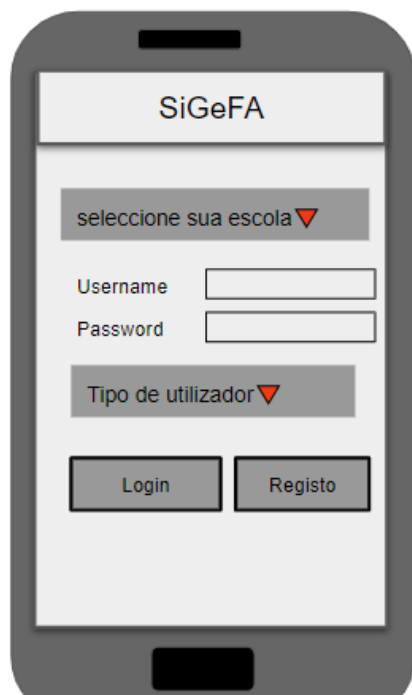 SiGeFA
seleccione sua escola
Username
Password
Tipo de utilizador
Login Registo